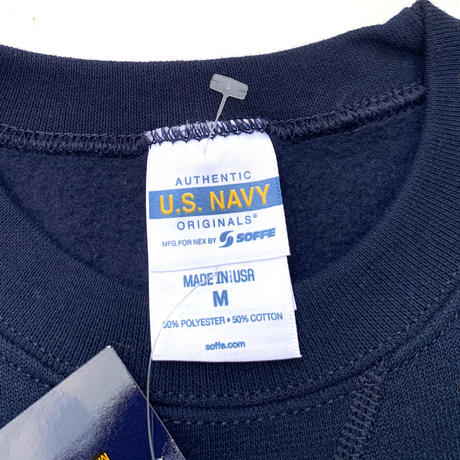 AUTHENTIC
U.S. NAVY
ORIGINALS®
MFG. FOR NEX BY SOFFE
MADE IN USA
M
50% POLYESTER • 50% COTTON
soffe.com